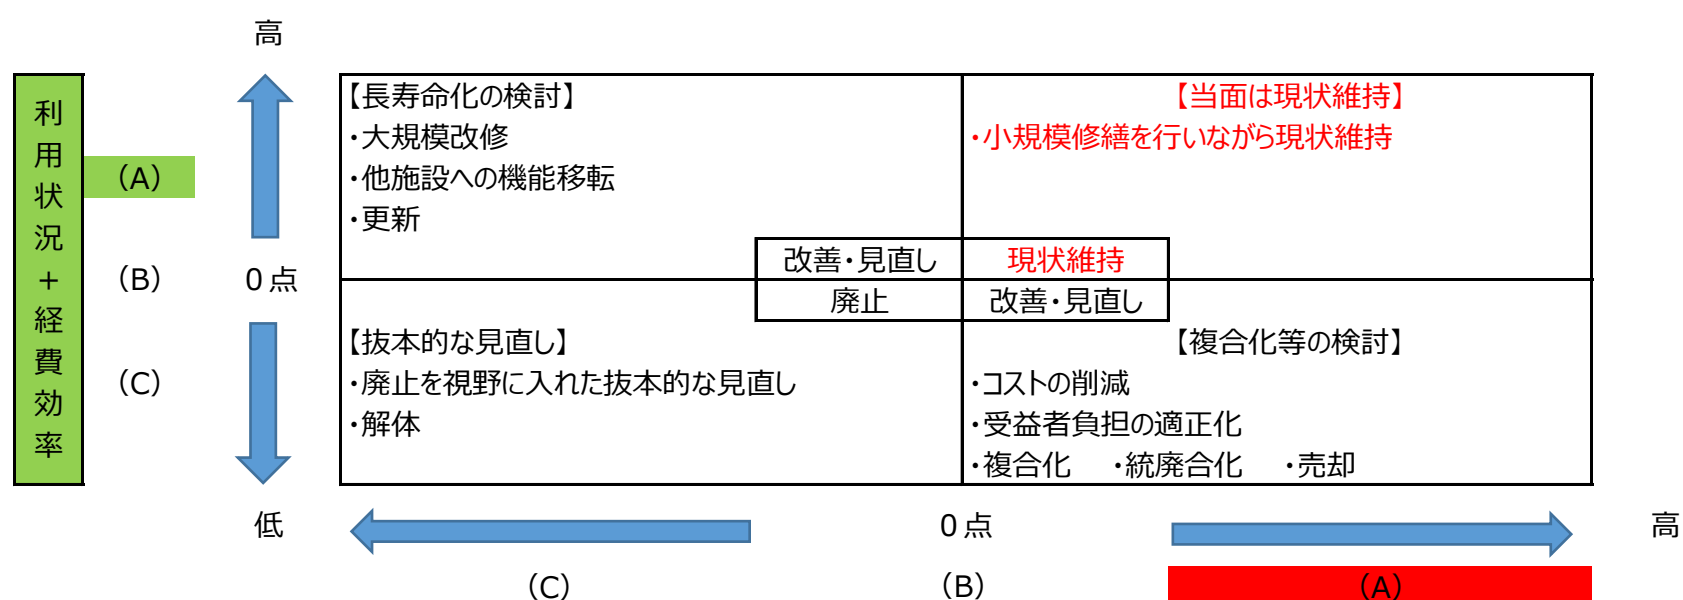 高
利用状況＋経費効率
（A）
（B）
（C）
０点
低
【長寿命化の検討】
・大規模改修
・他施設への機能移転
・更新
【当面は現状維持】
・小規模修繕を行いながら現状維持
改善・見直し
現状維持
廃止
改善・見直し
【抜本的な見直し】
・廃止を視野に入れた抜本的な見直し
・解体
【複合化等の検討】
・コストの削減
・受益者負担の適正化
・複合化　・統廃合化　・売却
０点
高
（C）
（B）
（A）